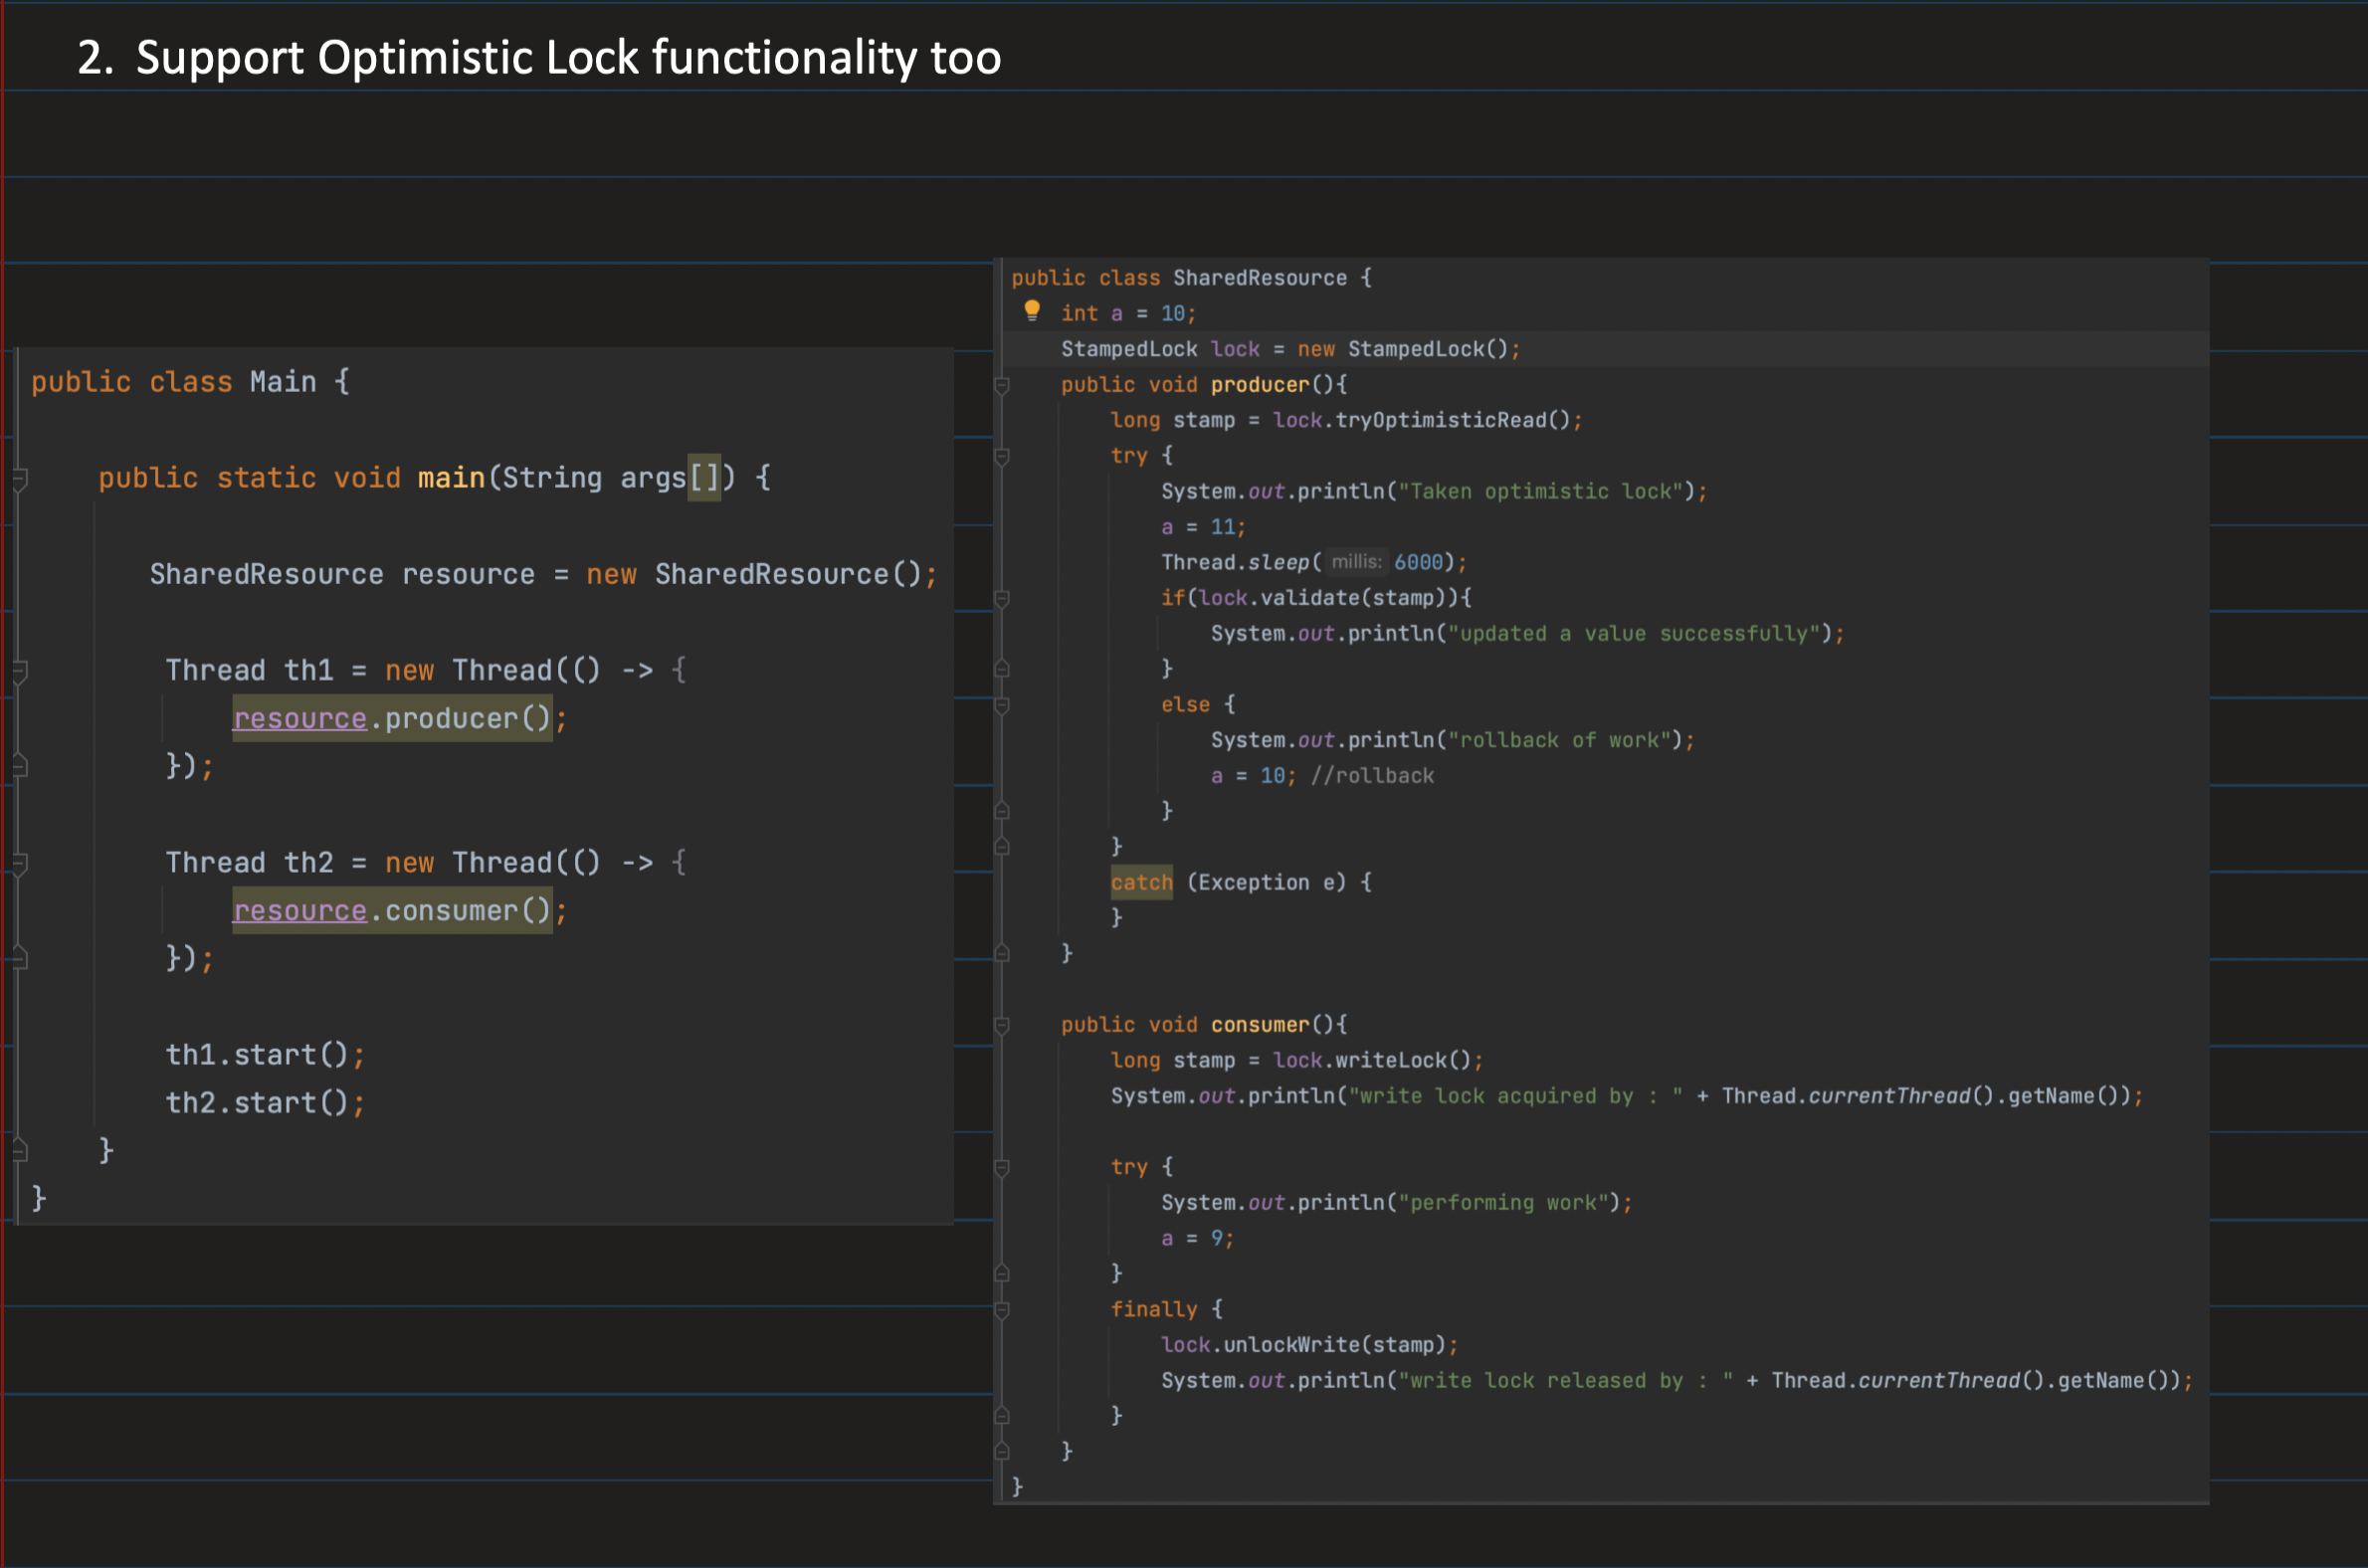 2. Support Optimistic Lock functionality too
public class Main {
public static void main(String args[]) {
SharedResource resource = new SharedResource();
Thread th1 = new Thread(() -> {
resource.producer();
});
Thread th2 = new Thread(() -> {
resource.consumer();
});
th1.start();
th2.start();
}
}
public class SharedResource {
int a = 10;
StampedLock lock = new StampedLock();
public void producer(){
long stamp = lock.tryOptimisticRead();
try {
System.out.println("Taken optimistic lock");
a = 11;
Thread.sleep( millis: 6000);
if(lock.validate(stamp)){
System.out.println("updated a value successfully");
}
else {
System.out.println("rollback of work");
a = 10; //rollback
}
}
catch (Exception e) {
}
}
public void consumer(){
long stamp = lock.writeLock();
System.out.println("write lock acquired by : " + Thread.currentThread().getName());
try {
System.out.println("performing work");
a = 9;
}
finally {
lock.unlockWrite(stamp);
System.out.println("write lock released by : " + Thread.currentThread().getName());
}
}
}